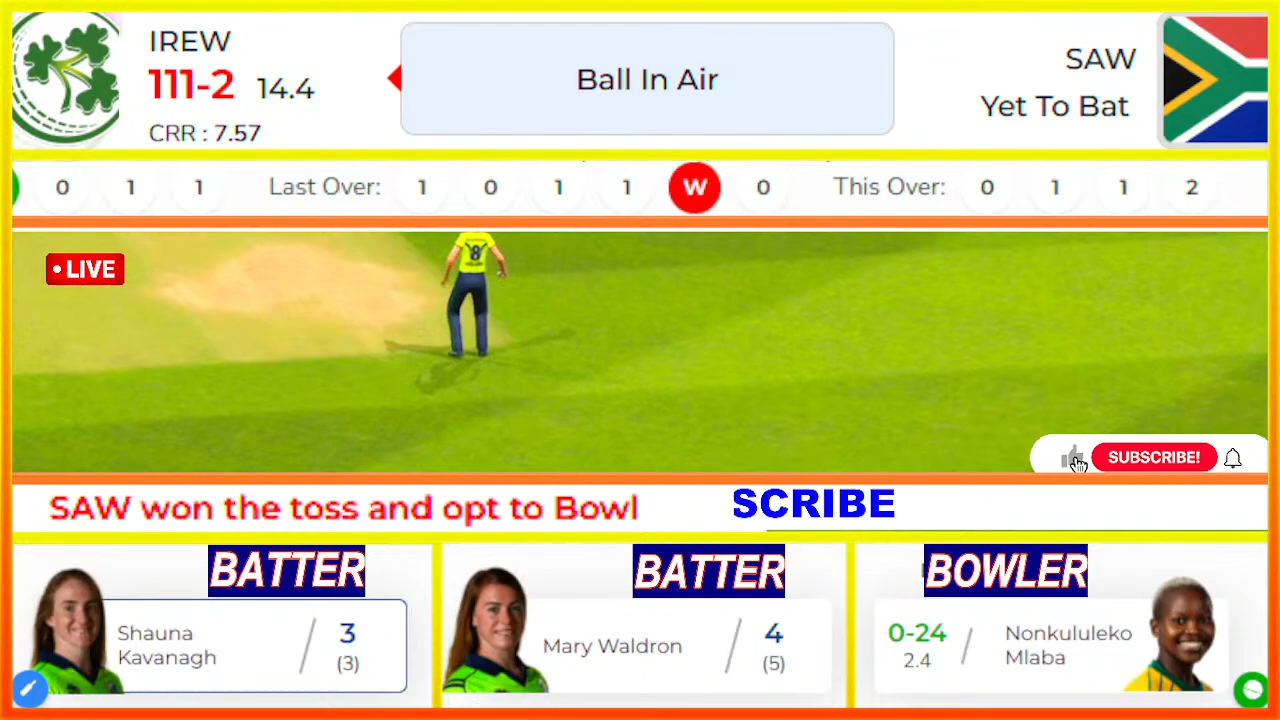 IREW
111-2 14.4
CRR : 7.57
Ball In Air
SAW
Yet To Bat
0 1 1 Last Over: 1 0 1 1 W 0 This Over: 0 1 1 2
LIVE
8
SUBSCRIBE!
SAW won the toss and opt to Bowl
SCRIBE
BATTER
Shauna
Kavanagh
3
(3)
BATTER
Mary Waldron
4
(5)
BOWLER
0-24
2.4
Nonkululeko
Mlaba